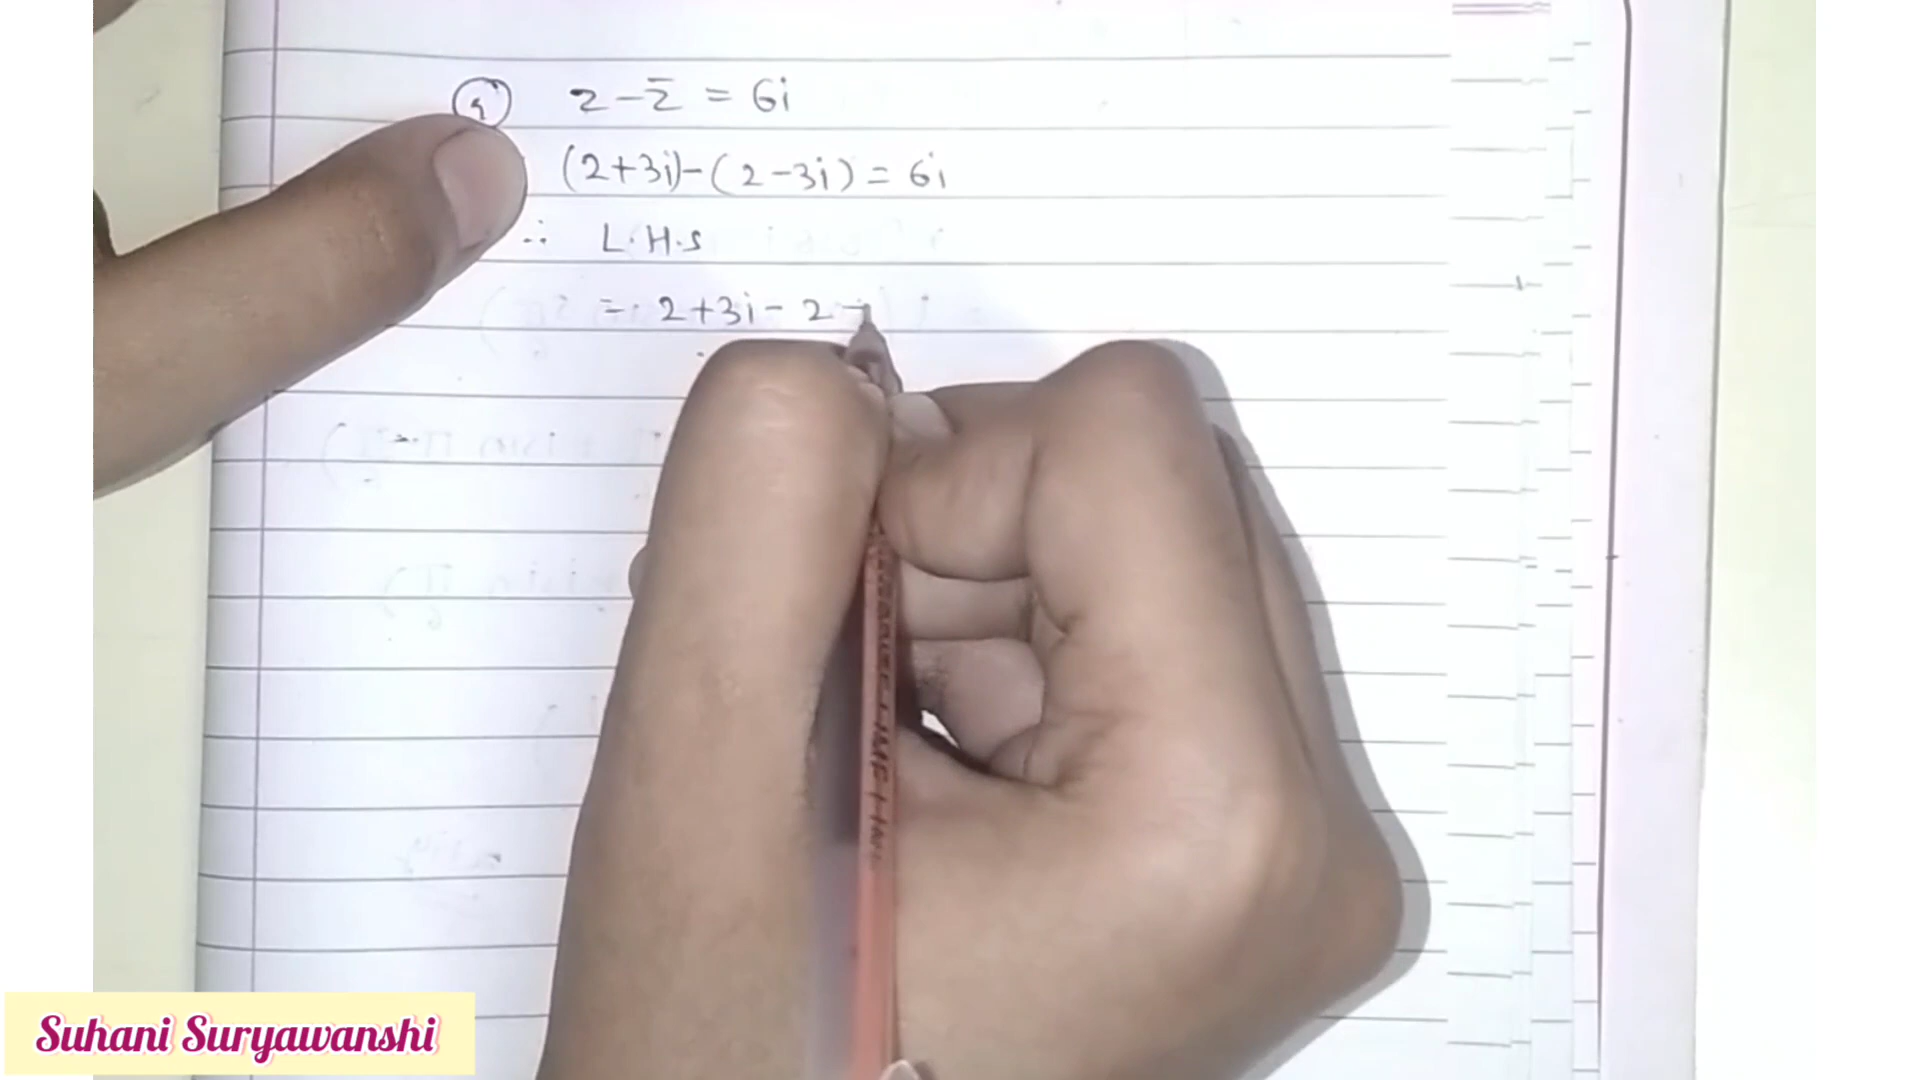 z - z̄ = 6i
(2+3i)-(2-3i) = 6i
∴ L.H.S
= 2+3i - 2
Suhani Suryawanshi